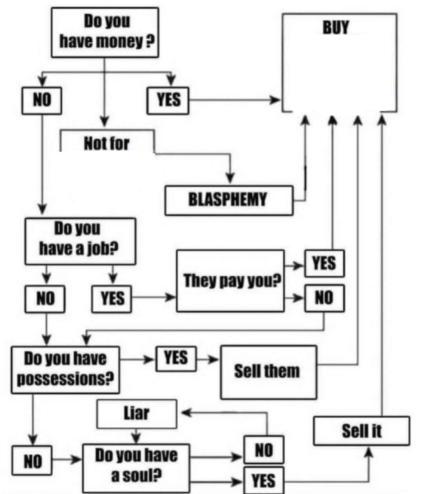 Do you
have money ?
BUY
NO
YES
Not for
BLASPHEMY
Do you
have a job?
They pay you?
YES
NO
NO
YES
Do you have
possessions?
YES
Sell them
Liar
Sell it
NO
Do you have
a soul?
NO
YES